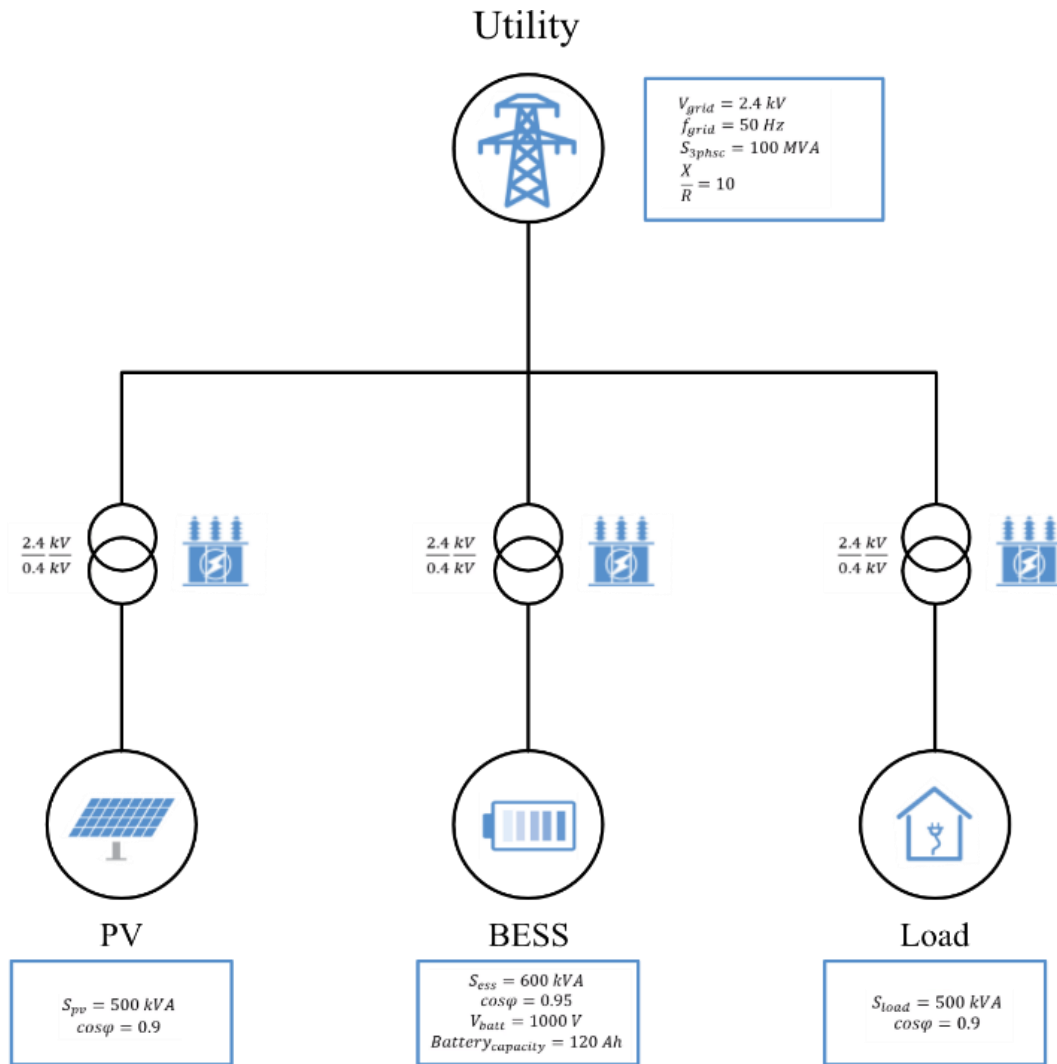 Utility
V_grid = 2.4 kV
f_grid = 50 Hz
S_3phsc = 100 MVA
X/R = 10
2.4 kV / 0.4 kV
2.4 kV / 0.4 kV
2.4 kV / 0.4 kV
PV
BESS
Load
S_pv = 500 kVA
cosφ = 0.9
S_ess = 600 kVA
cosφ = 0.95
V_batt = 1000 V
Battery_capacity = 120 Ah
S_load = 500 kVA
cosφ = 0.9